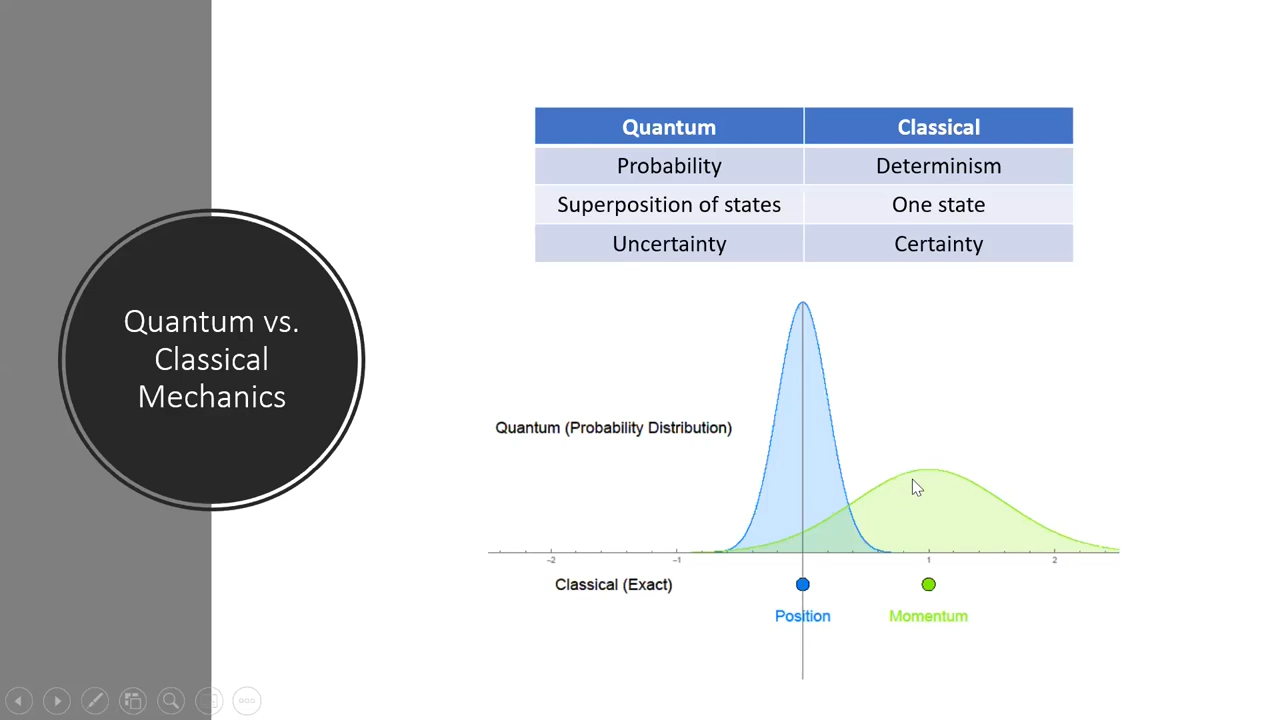 Quantum vs.
Classical
Mechanics
Quantum Classical
Probability Determinism
Superposition of states One state
Uncertainty Certainty
Quantum (Probability Distribution)
-2 -1 1 2
Classical (Exact)
Position Momentum